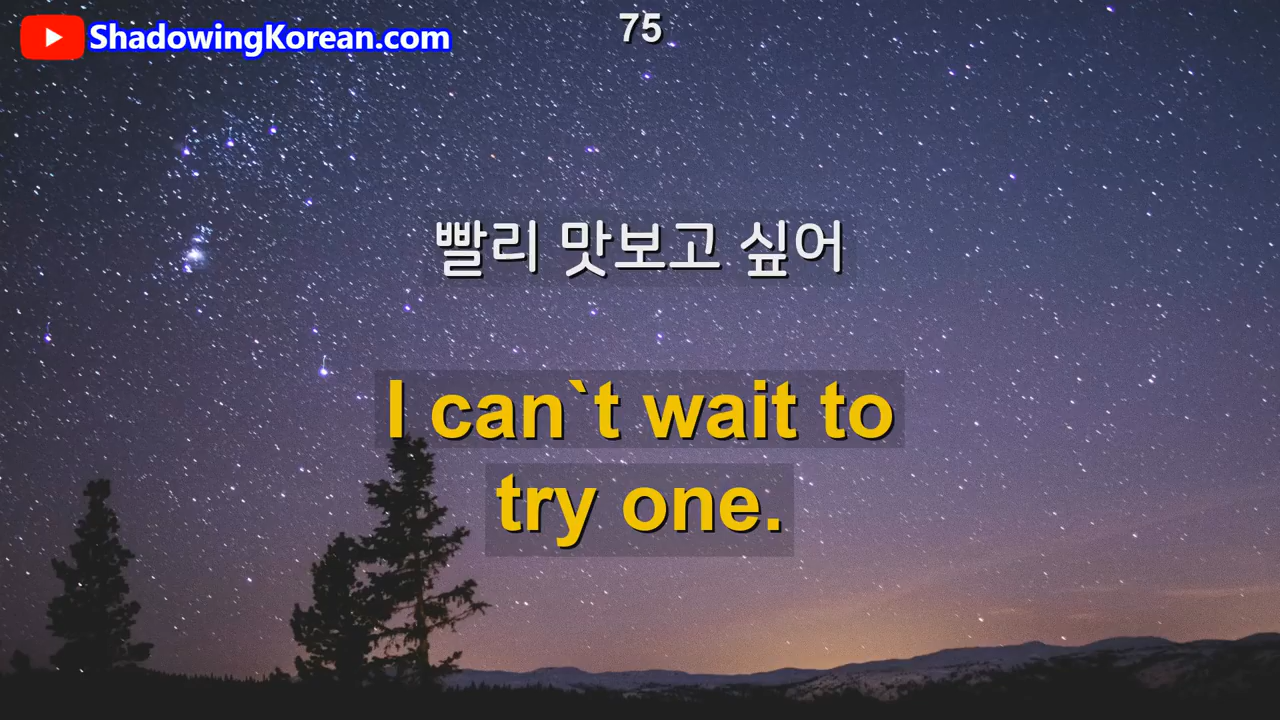 ShadowingKorean.com
75
빨리 맛보고 싶어
I can`t wait to
try one.